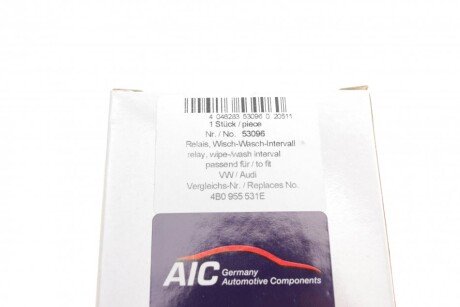 4 046283 53096 0 20511
1 Stück / piece
Nr. / No. 53096
Relais, Wisch-Wasch-Intervall
relay, wipe-/wash interval
passend für / to fit
VW / Audi
Vergleichs-Nr. / Replaces No.
4B0 955 531E
AIC Germany
Automotive Components